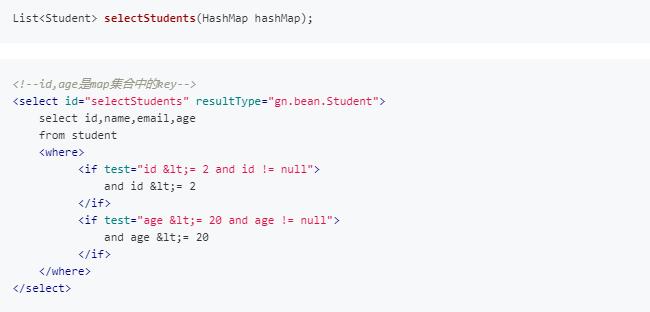 List<Student> selectStudents(HashMap hashMap);
<!--id,age是map集合中的key-->
<select id="selectStudents" resultType="gn.bean.Student">
select id,name,email,age
from student
<where>
<if test="id &lt;= 2 and id != null">
and id &lt;= 2
</if>
<if test="age &lt;= 20 and age != null">
and age &lt;= 20
</if>
</where>
</select>